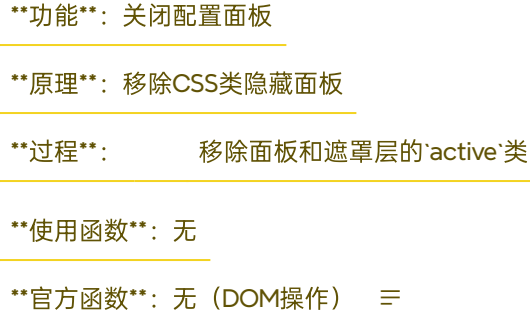 **功能**：关闭配置面板
**原理**：移除CSS类隐藏面板
**过程**： 移除面板和遮罩层的`active`类
**使用函数**：无
**官方函数**：无（DOM操作）